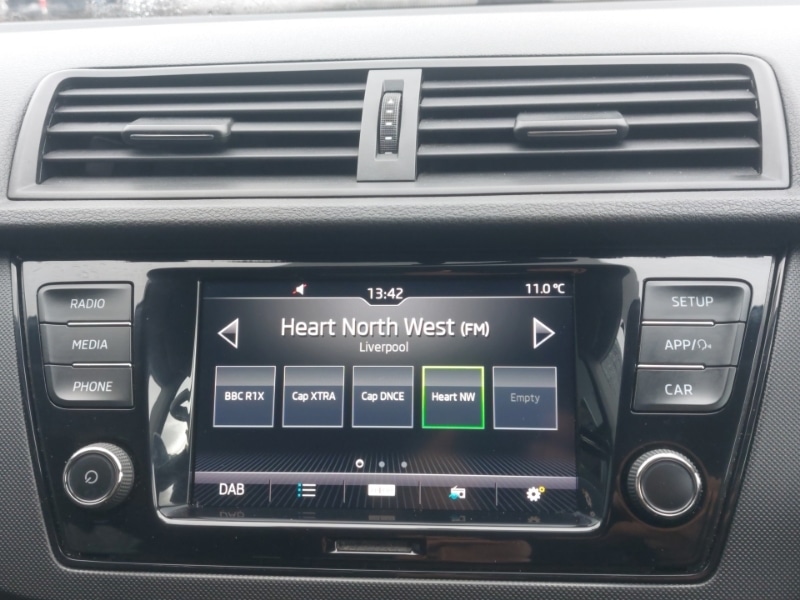 13:42
11.0 °C
RADIO
MEDIA
PHONE
Heart North West (FM)
Liverpool
BBC R1X
Cap XTRA
Cap DNCE
Heart NW
Empty
DAB
SETUP
APP/
CAR